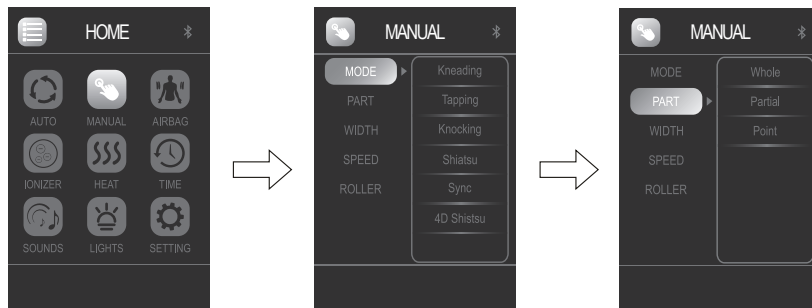 HOME
AUTO MANUAL AIRBAG
IONIZER HEAT TIME
SOUNDS LIGHTS SETTING
MANUAL
MODE Kneading
PART Tapping
WIDTH Knocking
SPEED Shiatsu
ROLLER Sync
4D Shistsu
MANUAL
MODE Whole
PART Partial
WIDTH Point
SPEED
ROLLER